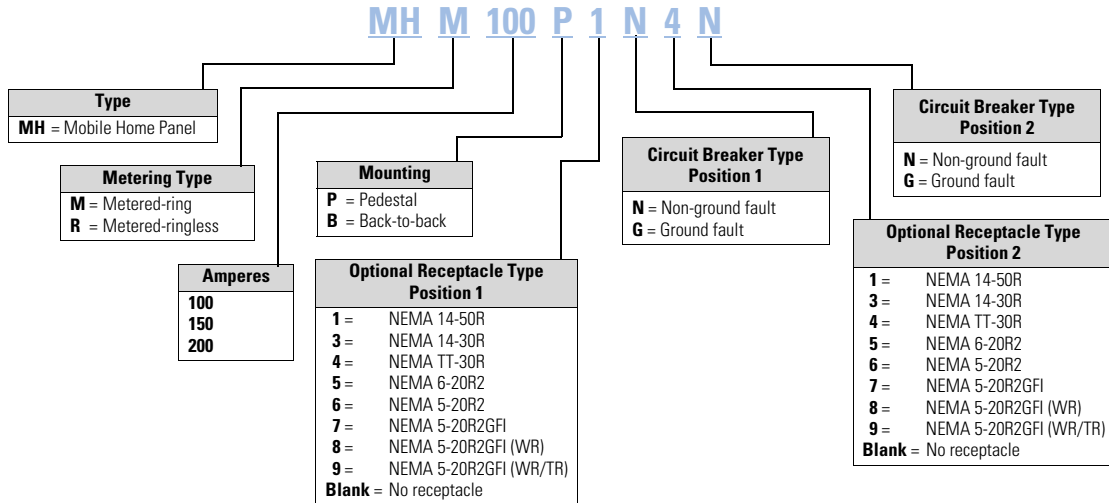 MH M 100 P 1 N 4 N
Type
MH = Mobile Home Panel
Metering Type
M = Metered-ring
R = Metered-ringless
Amperes
100
150
200
Mounting
P = Pedestal
B = Back-to-back
Optional Receptacle Type
Position 1
1 = NEMA 14-50R
3 = NEMA 14-30R
4 = NEMA TT-30R
5 = NEMA 6-20R2
6 = NEMA 5-20R2
7 = NEMA 5-20R2GFI
8 = NEMA 5-20R2GFI (WR)
9 = NEMA 5-20R2GFI (WR/TR)
Blank = No receptacle
Circuit Breaker Type
Position 1
N = Non-ground fault
G = Ground fault
Optional Receptacle Type
Position 2
1 = NEMA 14-50R
3 = NEMA 14-30R
4 = NEMA TT-30R
5 = NEMA 6-20R2
6 = NEMA 5-20R2
7 = NEMA 5-20R2GFI
8 = NEMA 5-20R2GFI (WR)
9 = NEMA 5-20R2GFI (WR/TR)
Blank = No receptacle
Circuit Breaker Type
Position 2
N = Non-ground fault
G = Ground fault